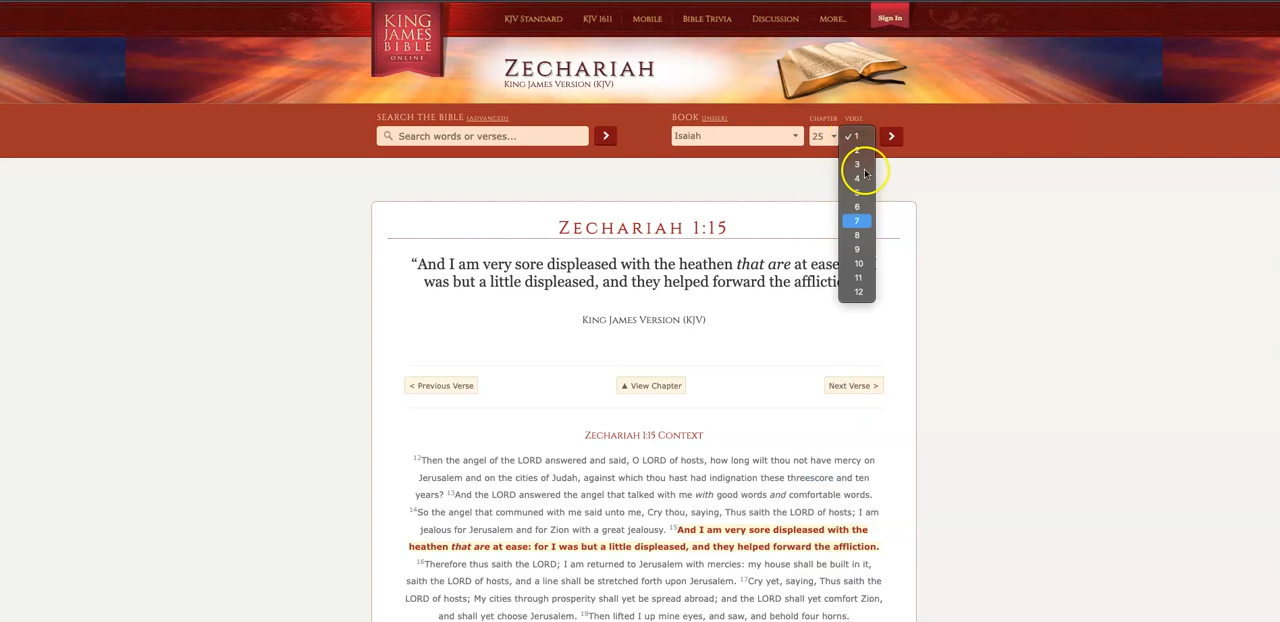 KING
JAMES
BIBLE
ONLINE
KJV STANDARD
KJV 1611
MOBILE
BIBLE TRIVIA
DISCUSSION
MORE...
Sign In
ZECHARIAH
KING JAMES VERSION (KJV)
SEARCH THE BIBLE (ADVANCED)
Search words or verses...
BOOK (INDEX)
Isaiah
CHAPTER / VERSE
25
✓ 1
2
3
4
5
6
7
8
9
10
11
12
ZECHARIAH 1:15
“And I am very sore displeased with the heathen that are at ease
was but a little displeased, and they helped forward the
KING JAMES VERSION (KJV)
< Previous Verse
▲ View Chapter
Next Verse >
ZECHARIAH 1:15 CONTEXT
12Then the angel of the LORD answered and said, O LORD of hosts, how long wilt thou not have mercy on
Jerusalem and on the cities of Judah, against which thou hast had indignation these threescore and ten
years? 13And the LORD answered the angel that talked with me with good words and comfortable words.
14So the angel that communed with me said unto me, Cry thou, saying, Thus saith the LORD of hosts; I am
jealous for Jerusalem and for Zion with a great jealousy. 15And I am very sore displeased with the
heathen that are at ease: for I was but a little displeased, and they helped forward the affliction.
16Therefore thus saith the LORD; I am returned to Jerusalem with mercies: my house shall be built in it,
saith the LORD of hosts, and a line shall be stretched forth upon Jerusalem. 17Cry yet, saying, Thus saith the
LORD of hosts; My cities through prosperity shall yet be spread abroad; and the LORD shall yet comfort Zion,
and shall yet choose Jerusalem. 18Then lifted I up mine eyes, and saw, and behold four horns.